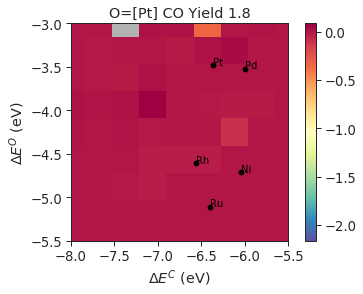 O=[Pt] CO Yield 1.8
−3.0
−3.5
−4.0
−4.5
−5.0
−5.5
ΔE^O (eV)
Pt
Pd
Rh
Ni
Ru
−8.0 −7.5 −7.0 −6.5 −6.0 −5.5
ΔE^C (eV)
0.0
−0.5
−1.0
−1.5
−2.0